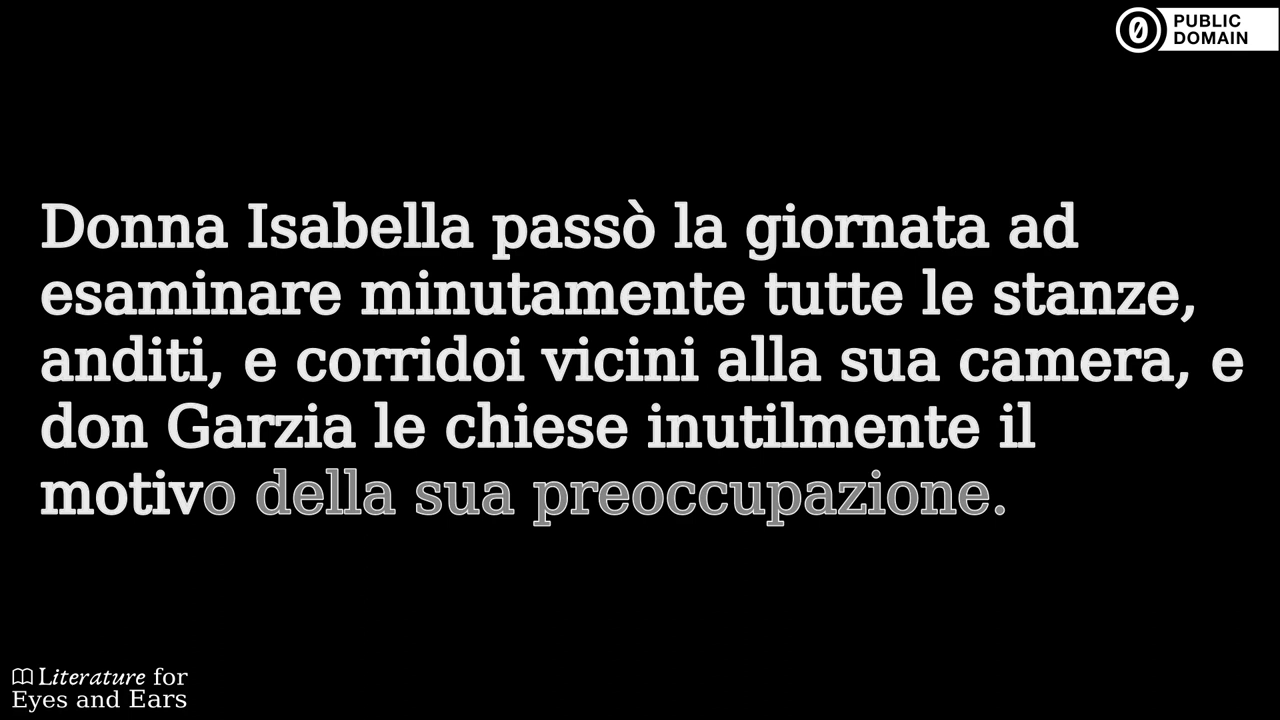 PUBLIC
DOMAIN
Donna Isabella passò la giornata ad
esaminare minutamente tutte le stanze,
anditi, e corridoi vicini alla sua camera, e
don Garzia le chiese inutilmente il
motivo della sua preoccupazione.
Literature for
Eyes and Ears